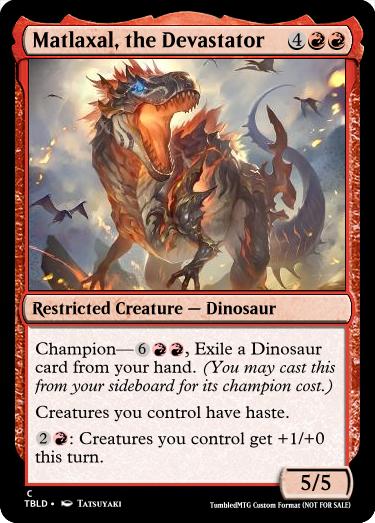 Matlaxal, the Devastator 4
Restricted Creature — Dinosaur
Champion—6, Exile a Dinosaur
card from your hand. (You may cast this
from your sideboard for its champion cost.)
Creatures you control have haste.
2: Creatures you control get +1/+0
this turn.
5/5
C
TBLD • Tatsuyaki
TumbledMTG Custom Format (NOT FOR SALE)